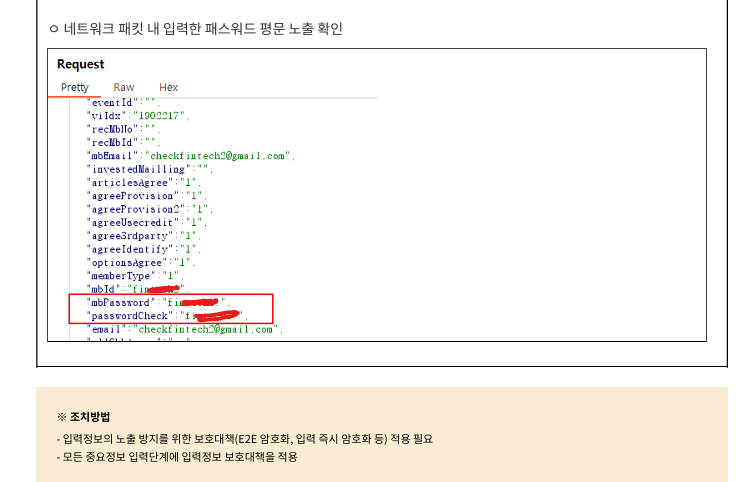 ㅇ 네트워크 패킷 내 입력한 패스워드 평문 노출 확인
Request
Pretty Raw Hex
"eventId":"",
"viIdx":"1902217",
"recMbNo":"",
"recMbId":"",
"mbEmail":"checkfintech2@gmail.com",
"investedMailling":"",
"articlesAgree":"1",
"agreeProvision":"1",
"agreeProvision2":"1",
"agreeUsecredit":"1",
"agree3rdparty":"1",
"agreeIdentify":"1",
"optionsAgree":"1",
"memberType":"1",
"mbId":"fin
"mbPassword":"fi ",
"passwordCheck":"f ",
"email":"checkfintech2@gmail.com",
※ 조치방법
- 입력정보의 노출 방지를 위한 보호대책(E2E 암호화, 입력 즉시 암호화 등) 적용 필요
- 모든 중요정보 입력단계에 입력정보 보호대책을 적용